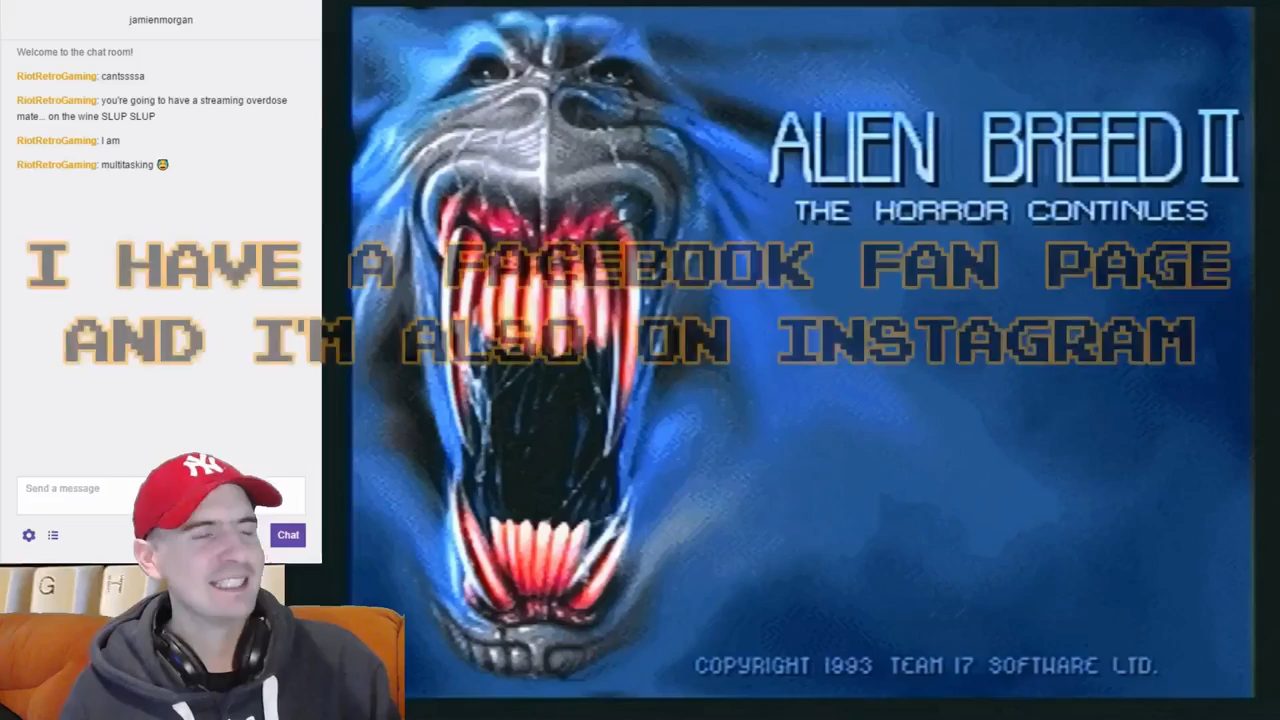 jamienmorgan
Welcome to the chat room!
RiotRetroGaming: cantssssa
RiotRetroGaming: you're going to have a streaming overdose
mate... on the wine SLUP SLUP
RiotRetroGaming: I am
RiotRetroGaming: multitasking
ALIEN BREED II
THE HORROR CONTINUES
I HAVE A FACEBOOK FAN PAGE
AND I'M ALSO ON INSTAGRAM
Send a message
Chat
NY
G H
COPYRIGHT 1993 TEAM 17 SOFTWARE LTD.